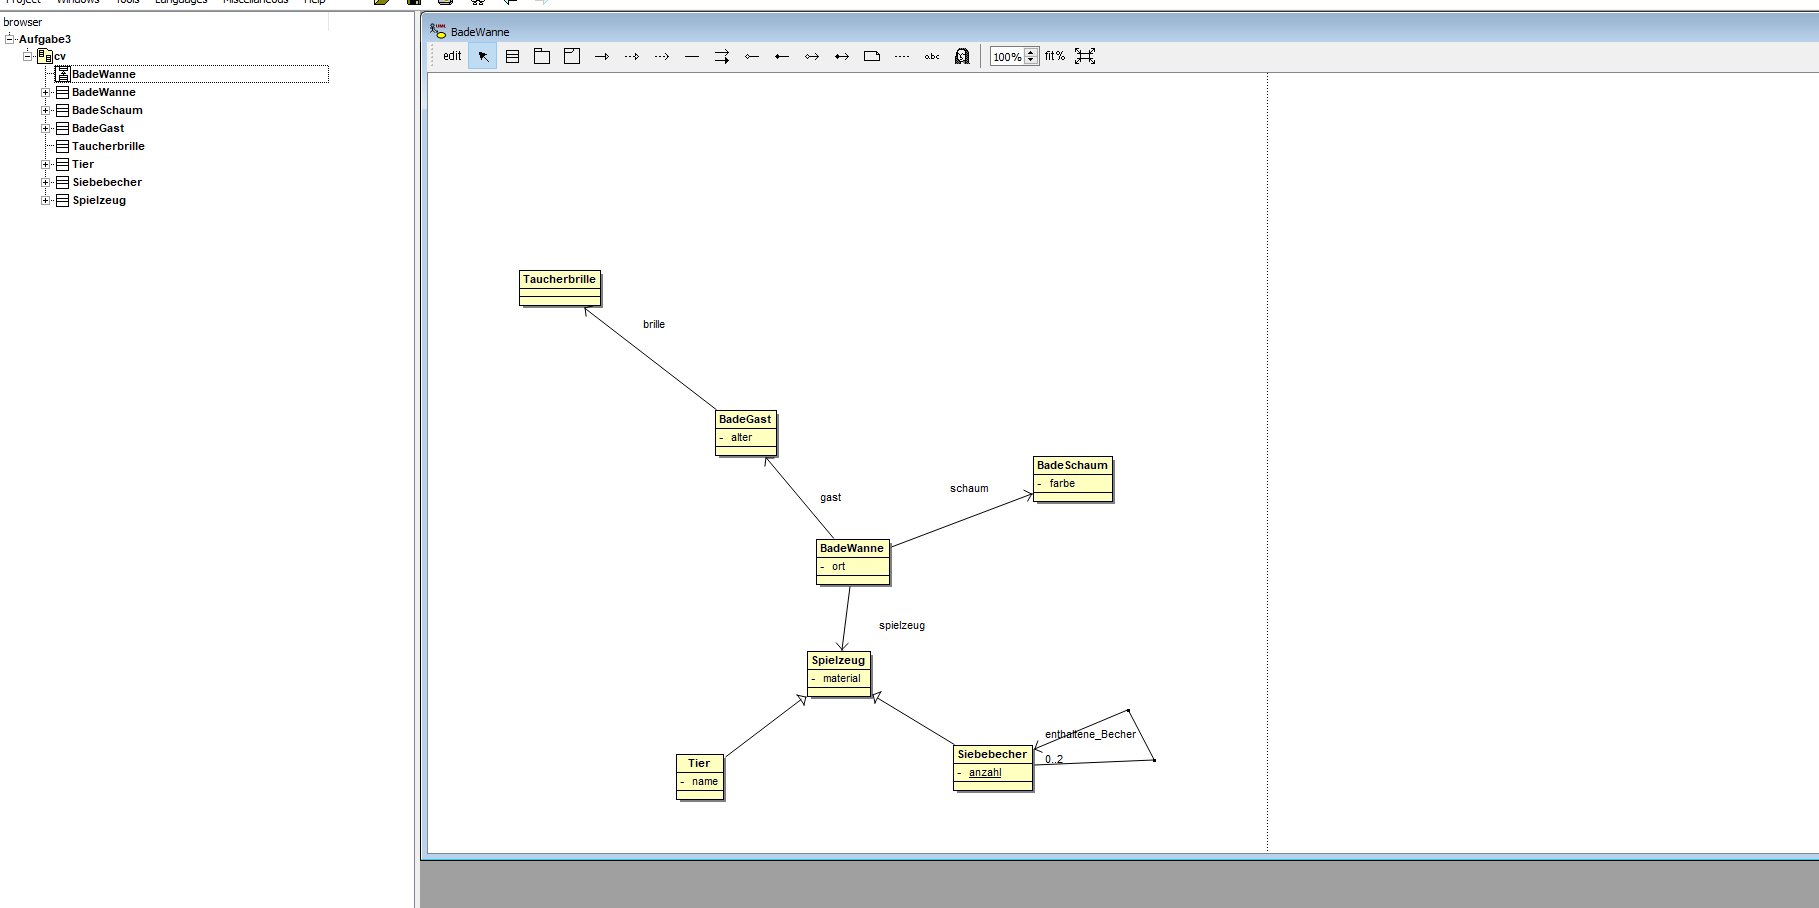 Project Windows Tools Languages Miscellaneous Help
browser
Aufgabe3
cv
BadeWanne
BadeWanne
BadeSchaum
BadeGast
Taucherbrille
Tier
Siebebecher
Spielzeug
BadeWanne
edit abc 100% fit%
Taucherbrille
brille
BadeGast
- alter
gast
schaum
BadeSchaum
- farbe
BadeWanne
- ort
spielzeug
Spielzeug
- material
Tier
- name
Siebebecher
- anzahl
enthaltene_Becher
0..2